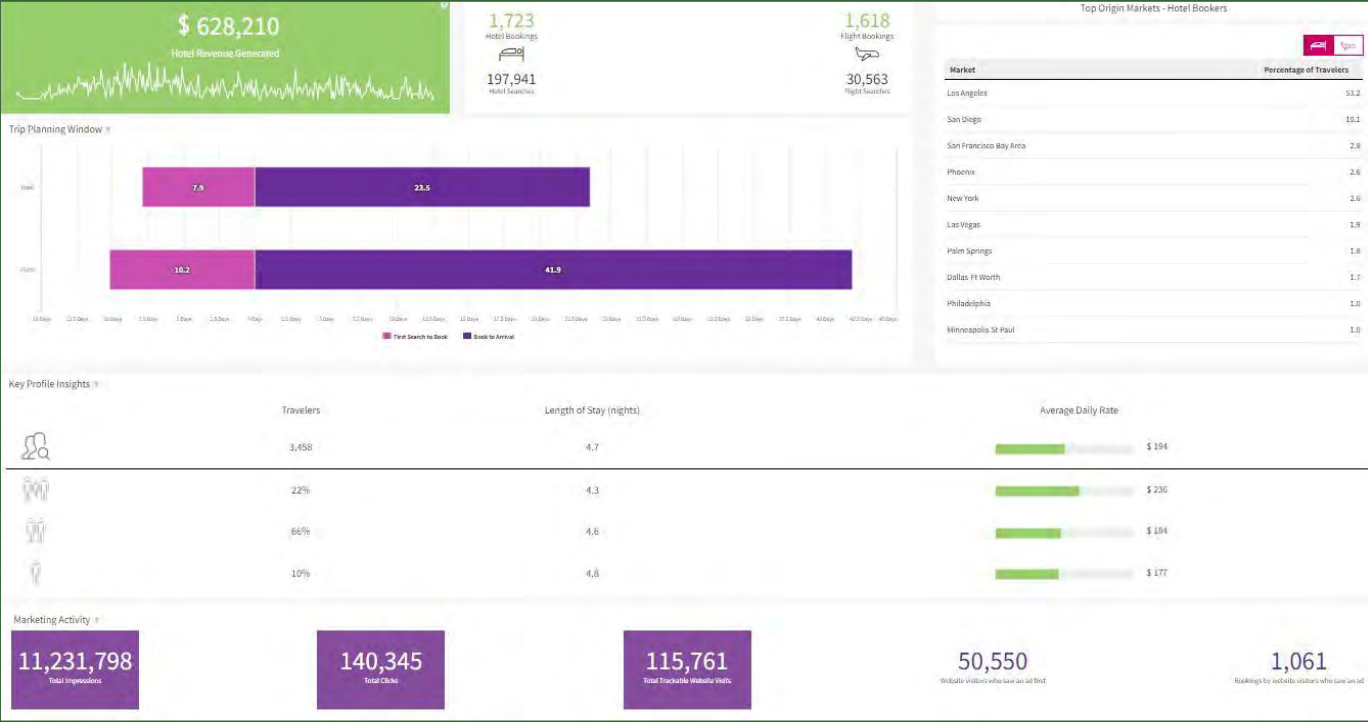 $ 628,210
Hotel Revenue Generated
1,723
Hotel Bookings
197,941
Hotel Searches
1,618
Flight Bookings
30,563
Flight Searches
Top Origin Markets - Hotel Bookers
Market Percentage of Travelers
Los Angeles 53.2
San Diego 10.1
San Francisco Bay Area
Phoenix 2.6
New York 2.6
Las Vegas
Palm Springs 1.8
Dallas Ft Worth 1.7
Philadelphia 1.0
Minneapolis St Paul 1.0
Trip Planning Window
7.9 23.5
10.2 41.9
First Search to Book Book to Arrival
Key Profile Insights
Travelers Length of Stay (nights) Average Daily Rate
3,458 4.7 $ 194
22% 4.3 $ 236
66% 4.6 $ 184
10% 4.8 $ 177
Marketing Activity
11,231,798
Total Impressions
140,345
Total Clicks
115,761
Total Trackable Website Visits
50,550
Website visitors who saw an ad first
1,061
Bookings by website visitors who saw an ad